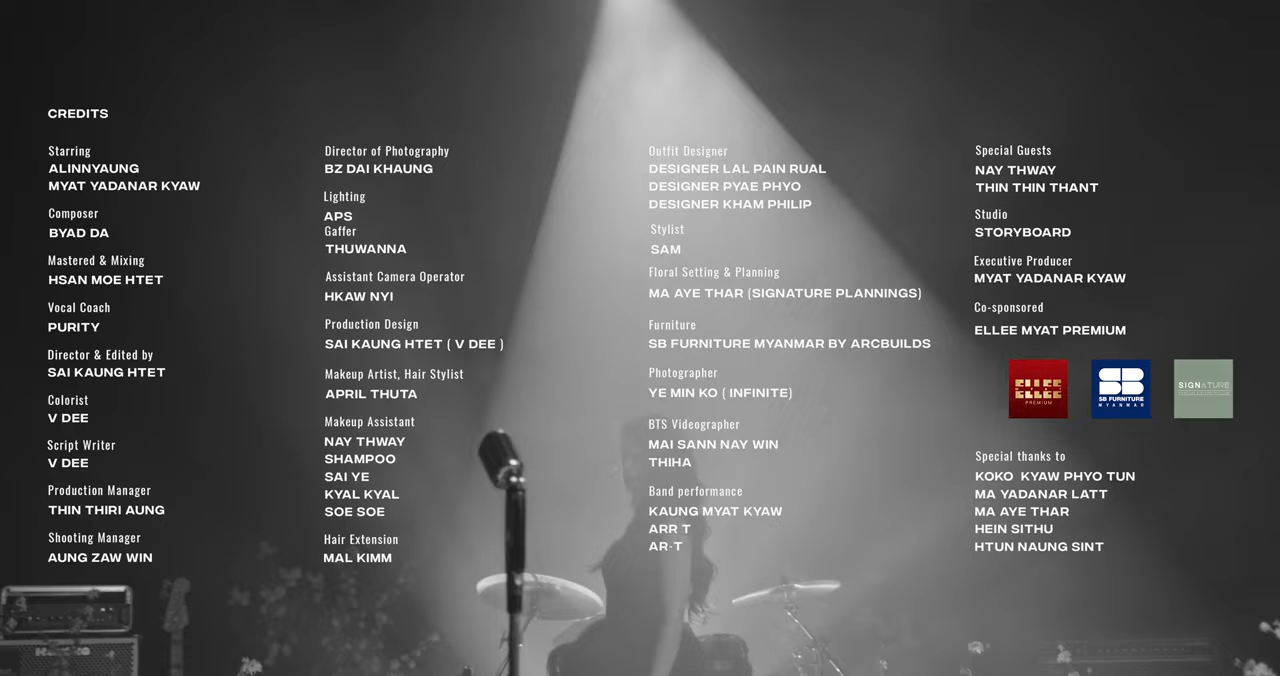 CREDITS
Starring
ALINNYAUNG
MYAT YADANAR KYAW
Composer
BYAD DA
Mastered & Mixing
HSAN MOE HTET
Vocal Coach
PURITY
Director & Edited by
SAI KAUNG HTET
Colorist
V DEE
Script Writer
V DEE
Production Manager
THIN THIRI AUNG
Shooting Manager
AUNG ZAW WIN
Director of Photography
BZ DAI KHAUNG
Lighting
APS
Gaffer
THUWANNA
Assistant Camera Operator
HKAW NYI
Production Design
SAI KAUNG HTET ( V DEE )
Makeup Artist, Hair Stylist
APRIL THUTA
Makeup Assistant
NAY THWAY
SHAMPOO
SAI YE
KYAL KYAL
SOE SOE
Hair Extension
MAL KIMM
Outfit Designer
DESIGNER LAL PAIN RUAL
DESIGNER PYAE PHYO
DESIGNER KHAM PHILIP
Stylist
SAM
Floral Setting & Planning
MA AYE THAR (SIGNATURE PLANNINGS)
Furniture
SB FURNITURE MYANMAR BY ARCBUILDS
Photographer
YE MIN KO ( INFINITE)
BTS Videographer
MAI SANN NAY WIN
THIHA
Band performance
KAUNG MYAT KYAW
ARR T
AR-T
Special Guests
NAY THWAY
THIN THIN THANT
Studio
STORYBOARD
Executive Producer
MYAT YADANAR KYAW
Co-sponsored
ELLEE MYAT PREMIUM
ELLEE
MYAT
ELLEE
PREMIUM
SB
SB FURNITURE
MYANMAR
SIGNATURE
Special thanks to
KOKO KYAW PHYO TUN
MA YADANAR LATT
MA AYE THAR
HEIN SITHU
HTUN NAUNG SINT